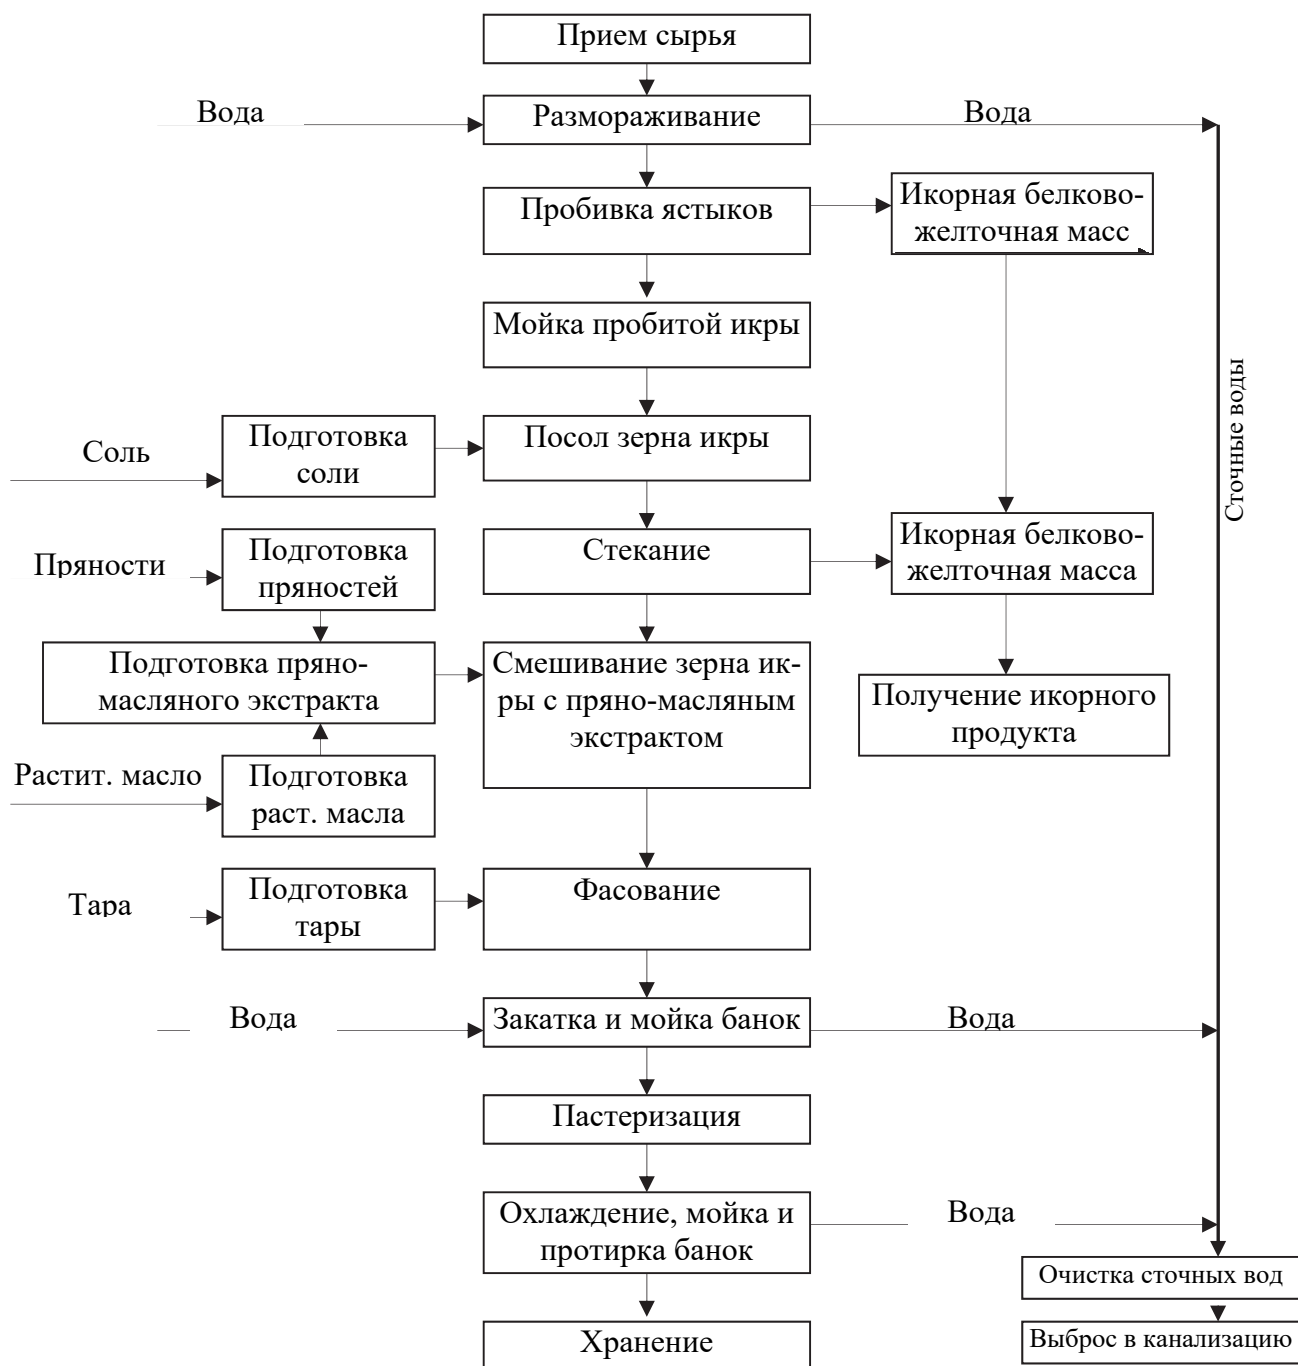 Прием сырья
Вода
Размораживание
Вода
Пробивка ястыков
Икорная белково-
желточная масс
Мойка пробитой икры
Сточные воды
Соль
Подготовка
соли
Посол зерна икры
Пряности
Подготовка
пряностей
Стекание
Икорная белково-
желточная масса
Подготовка пряно-
масляного экстракта
Смешивание зерна ик-
ры с пряно-масляным
экстрактом
Получение икорного
продукта
Растит. масло
Подготовка
раст. масла
Тара
Подготовка
тары
Фасование
Вода
Закатка и мойка банок
Вода
Пастеризация
Охлаждение, мойка и
протирка банок
Вода
Очистка сточных вод
Хранение
Выброс в канализацию